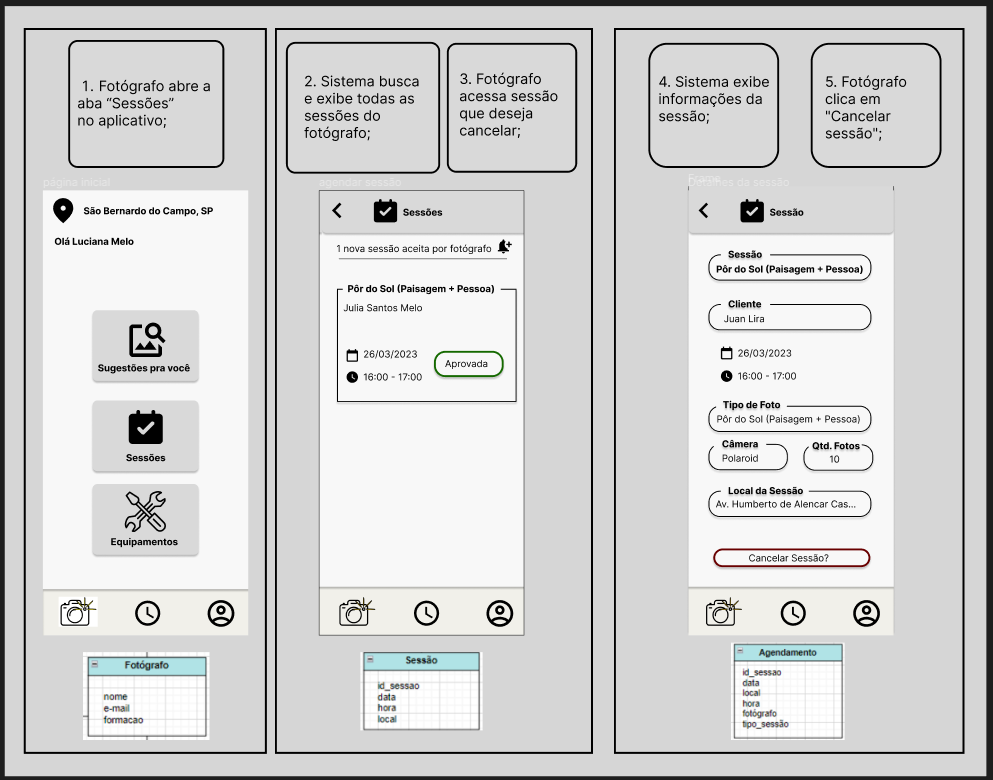 1. Fotógrafo abre a
aba “Sessões”
no aplicativo;
página inicial
São Bernardo do Campo, SP
Olá Luciana Melo
Sugestões pra você
Sessões
Equipamentos
Fotógrafo
nome
e-mail
formacao
2. Sistema busca
e exibe todas as
sessões do
fotógrafo;
3. Fotógrafo
acessa sessão
que deseja
cancelar;
agendar sessão
Sessões
1 nova sessão aceita por fotógrafo
Pôr do Sol (Paisagem + Pessoa)
Julia Santos Melo
26/03/2023
16:00 - 17:00
Aprovada
Sessão
id_sessao
data
hora
local
4. Sistema exibe
informações da
sessão;
5. Fotógrafo
clica em
"Cancelar
sessão";
Frame
Detalhes da sessão
Sessão
Sessão
Pôr do Sol (Paisagem + Pessoa)
Cliente
Juan Lira
26/03/2023
16:00 - 17:00
Tipo de Foto
Pôr do Sol (Paisagem + Pessoa)
Câmera
Polaroid
Qtd. Fotos
10
Local da Sessão
Av. Humberto de Alencar Cas...
Cancelar Sessão?
Agendamento
id_sessao
data
local
hora
fotógrafo
tipo_sessão